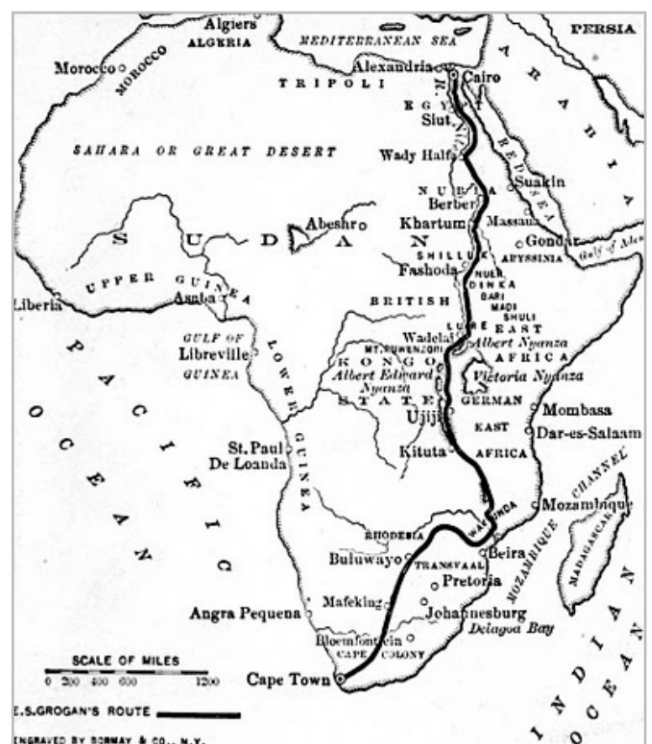 Algiers
ALGERIA
MEDITERRANEAN SEA
PERSIA
Morocco
MOROCCO
Alexandria
Cairo
TRIPOLI
ARABIA
R. Nile
EGYPT
Siut
SAHARA OR GREAT DESERT
Wady Halfa
RED SEA
NUBIA
Suakin
Berber
Massaua
Abeshr
Khartum
Gondar
SUDAN
SHILLUK
ABYSSINIA
Gulf of Aden
Fashoda
NUER
DINKA
UPPER GUINEA
Asaba
BRITISH
BARI
MADI
SHULI
Liberia
LURE
EAST
Wadelai
Albert Nyanza
GULF OF
GUINEA
Libreville
MT. RUWENZORI
AFRICA
KONGO
Albert Edward
Nyanza
Victoria Nyanza
STATE
GERMAN
LOWER GUINEA
Ujiji
Mombasa
EAST
Dar-es-Salaam
St. Paul
De Loanda
Kituta
AFRICA
PACIFIC
OCEAN
Mozambique
MOZAMBIQUE CHANNEL
MADAGASCAR
RHODESIA
Beira
Buluwayo
TRANSVAAL
Pretoria
Mafeking
Johannesburg
Angra Pequena
Delagoa Bay
Bloemfontein
CAPE COLONY
INDIAN
OCEAN
SCALE OF MILES
0 200 400 600 1200
Cape Town
E.S.GROGAN'S ROUTE
ENGRAVED BY BORMAY & CO., N.Y.